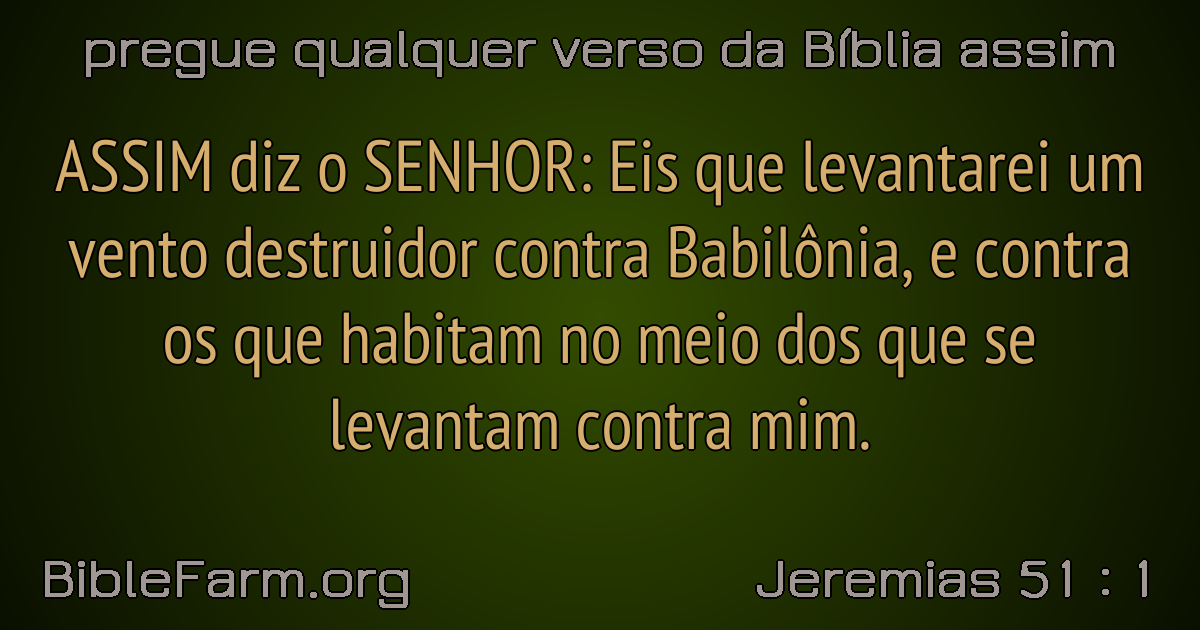 pregue qualquer verso da Bíblia assim
ASSIM diz o SENHOR: Eis que levantarei um
vento destruidor contra Babilônia, e contra
os que habitam no meio dos que se
levantam contra mim.
BibleFarm.org
Jeremias 51 : 1